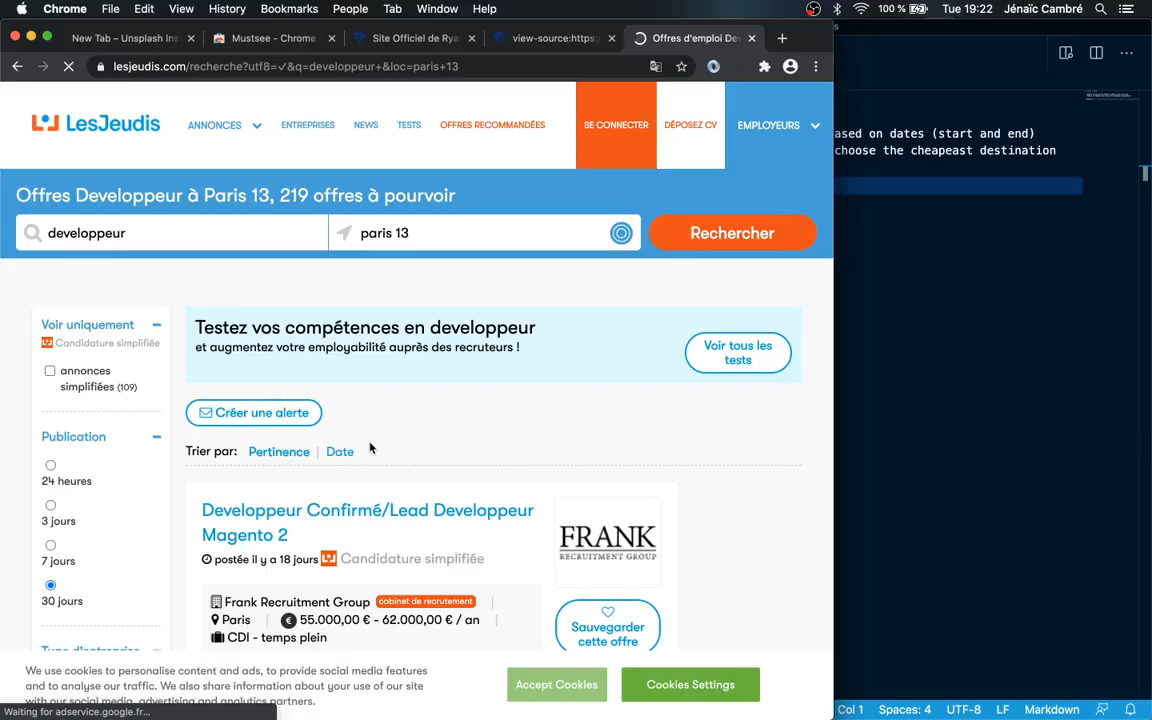 Chrome File Edit View History Bookmarks People Tab Window Help 100 % Tue 19:22 Jénaïc Cambré
New Tab – Unsplash Ins
Mustsee - Chrome
Site Officiel de Rya
view-source:https:
Offres d'emploi De
lesjeudis.com/recherche?utf8=✓&q=developpeur+&loc=paris+13
LesJeudis
ANNONCES
ENTREPRISES
NEWS
TESTS
OFFRES RECOMMANDÉES
SE CONNECTER
DÉPOSEZ CV
EMPLOYEURS
Offres Developpeur à Paris 13, 219 offres à pourvoir
developpeur
paris 13
Rechercher
Voir uniquement
Candidature simplifiée
annonces
simplifiées (109)
Publication
24 heures
3 jours
7 jours
30 jours
Testez vos compétences en developpeur
et augmentez votre employabilité auprès des recruteurs !
Voir tous les
tests
Créer une alerte
Trier par: Pertinence | Date
Developpeur Confirmé/Lead Developpeur
Magento 2
postée il y a 18 jours Candidature simplifiée
Frank Recruitment Group cabinet de recrutement |
Paris | € 55.000,00 € - 62.000,00 € / an |
CDI - temps plein
FRANK
RECRUITMENT GROUP
Sauvegarder
cette offre
We use cookies to personalise content and ads, to provide social media features
and to analyse our traffic. We also share information about your use of our site
with our social media, advertising and analytics partners.
Accept Cookies
Cookies Settings
Waiting for adservice.google.fr...
ased on dates (start and end)
choose the cheapeast destination
Col 1 Spaces: 4 UTF-8 LF Markdown